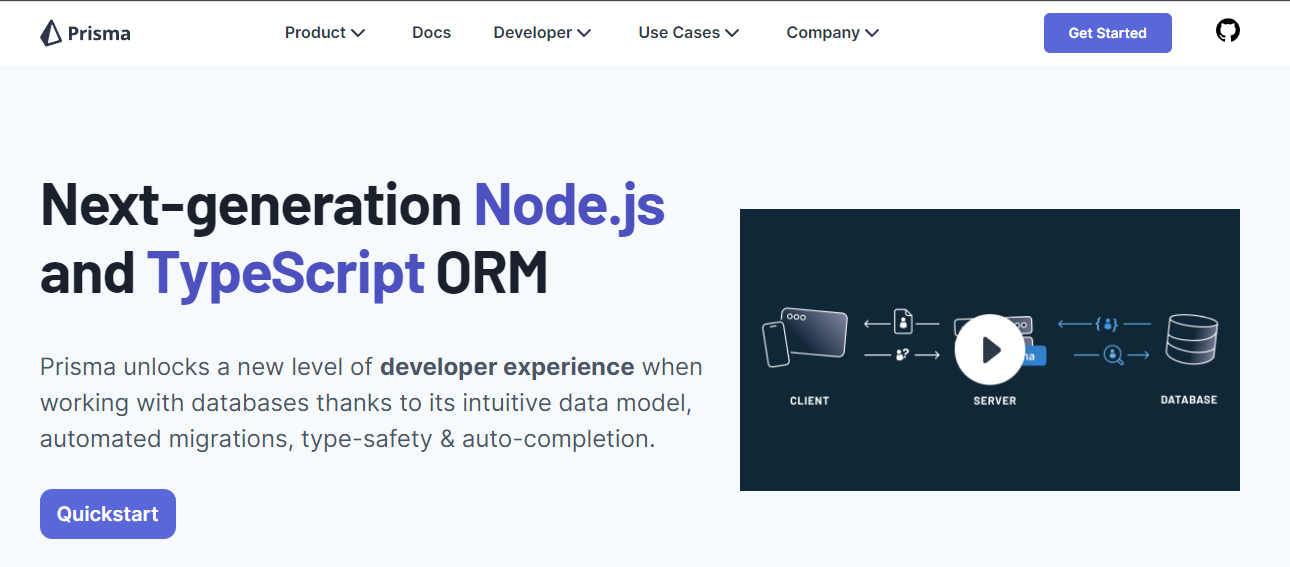 Prisma
Product
Docs
Developer
Use Cases
Company
Get Started
Next-generation Node.js
and TypeScript ORM
Prisma unlocks a new level of developer experience when
working with databases thanks to its intuitive data model,
automated migrations, type-safety & auto-completion.
Quickstart
CLIENT
SERVER
DATABASE